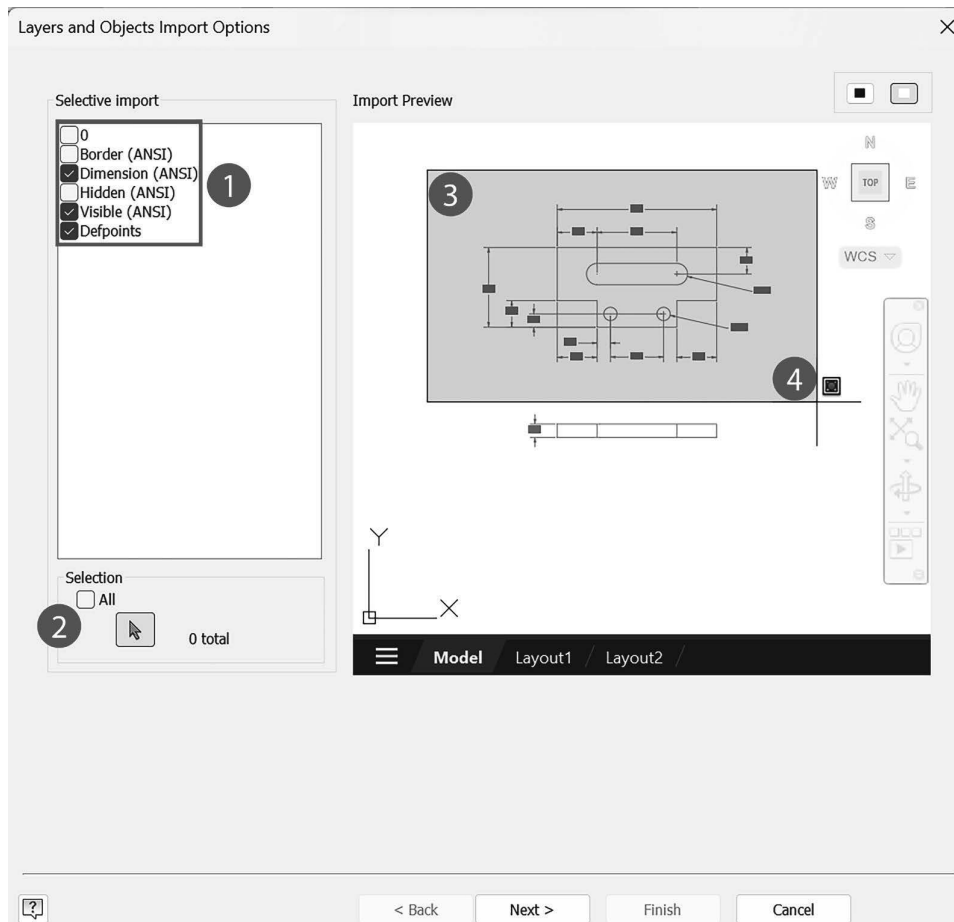 Layers and Objects Import Options
Selective import
Import Preview
0
Border (ANSI)
Dimension (ANSI)
Hidden (ANSI)
Visible (ANSI)
Defpoints
1
3
4
N
W
TOP
E
S
WCS
Y
X
Selection
All
2
0 total
Model
Layout1
Layout2
?
< Back
Next >
Finish
Cancel